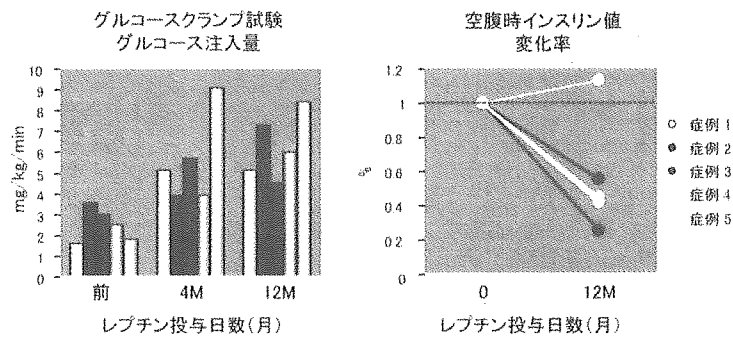 グルコースクランプ試験
グルコース注入量
10
9
8
7
6
5
4
3
2
1
0
mg/kg/min
前 4M 12M
レプチン投与日数(月)
空腹時インスリン値
変化率
1.2
1
0.8
0.6
0.4
0.2
0
0 12M
レプチン投与日数(月)
症例 1
症例 2
症例 3
症例 4
症例 5